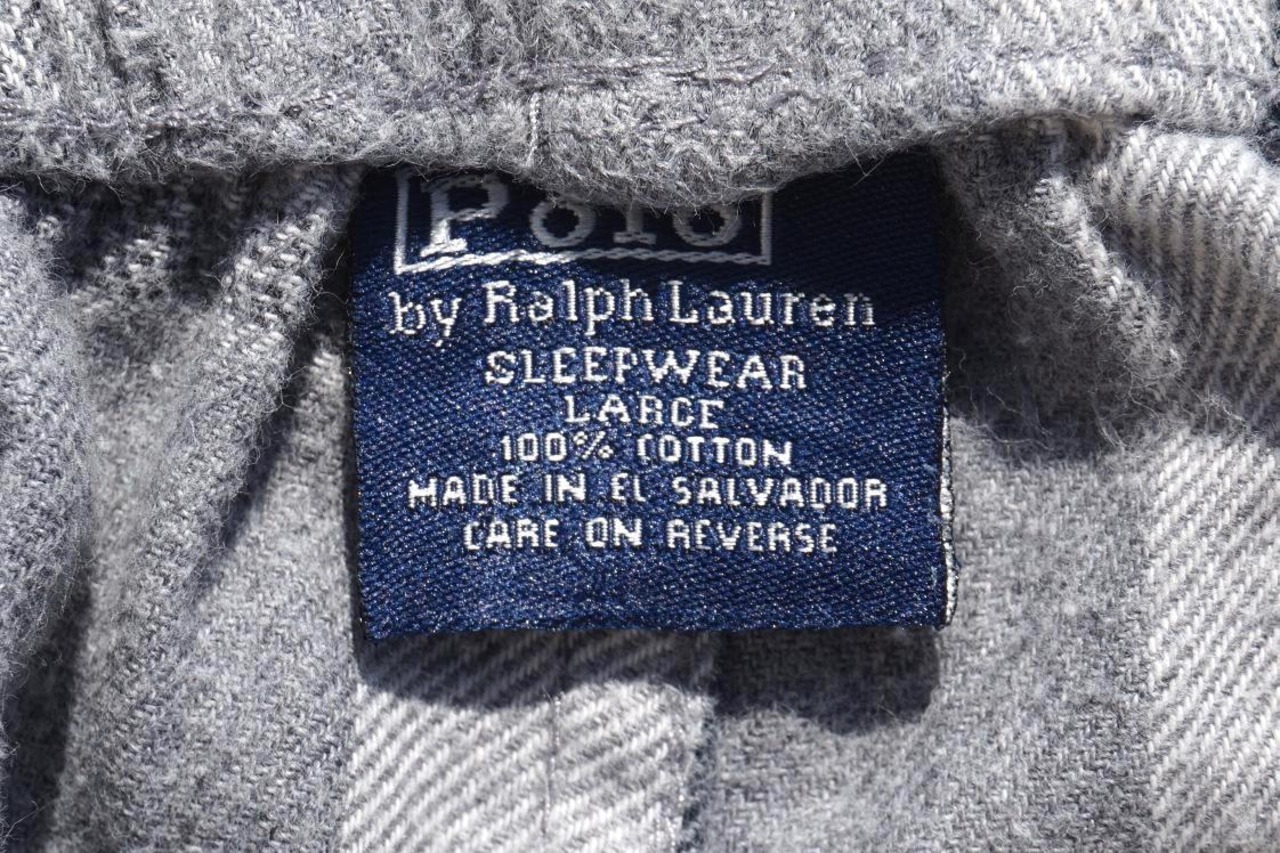 Polo
by Ralph Lauren
SLEEPWEAR
LARGE
100% COTTON
MADE IN EL SALVADOR
CARE ON REVERSE